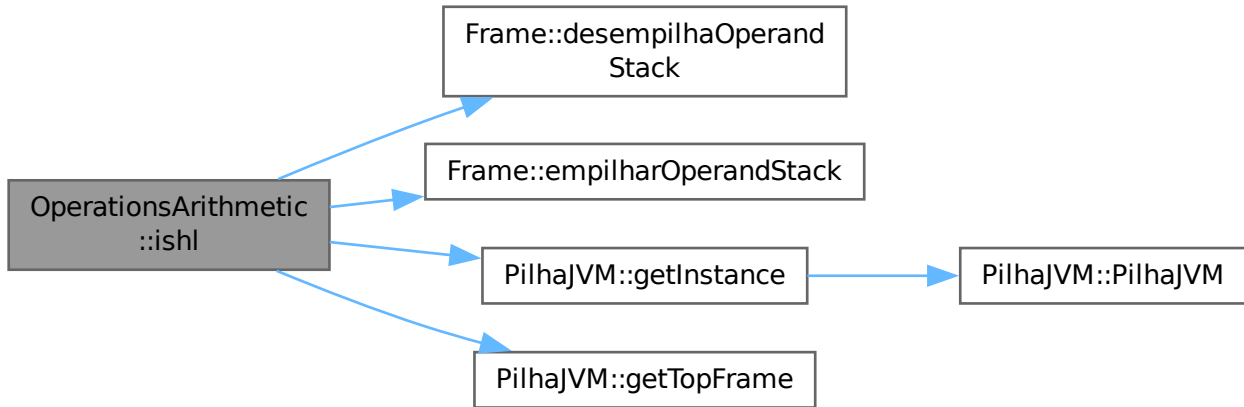 Frame::desempilhaOperand
Stack
Frame::empilharOperandStack
OperationsArithmetic
::ishl
PilhaJVM::getInstance
PilhaJVM::PilhaJVM
PilhaJVM::getTopFrame